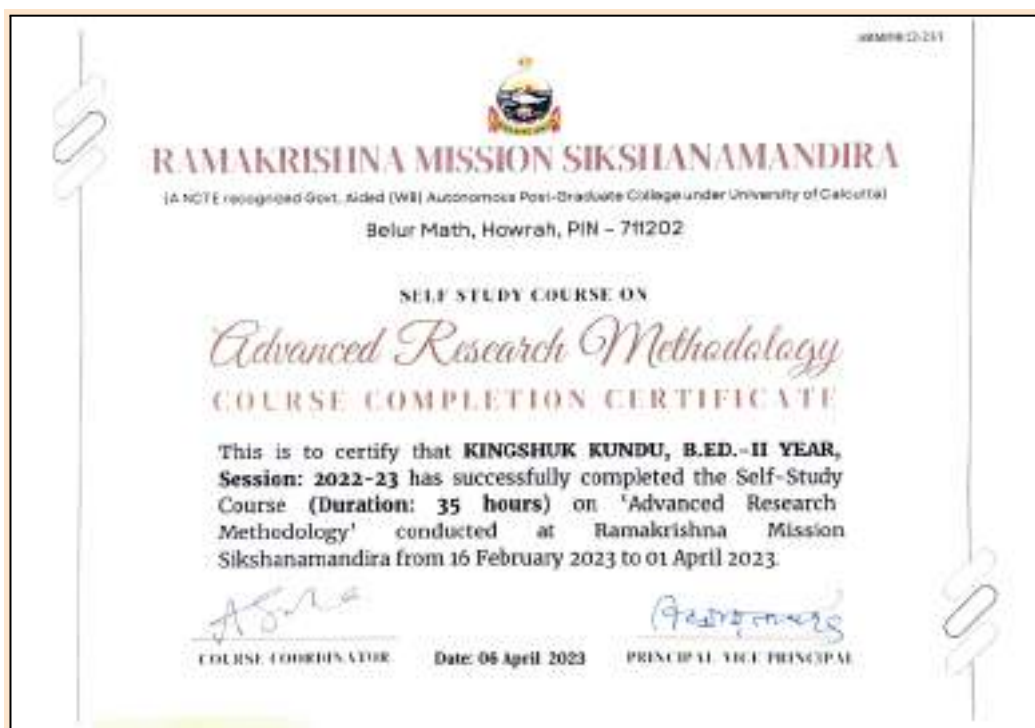 RAMAKRISHNA MISSION SIKSHANAMANDIRA
(A NCTE recognized Govt. Aided (WB) Autonomous Post-Graduate College under University of Calcutta)
Belur Math, Howrah, PIN - 711202
SELF STUDY COURSE ON
Advanced Research Methodology
COURSE COMPLETION CERTIFICATE
This is to certify that KINGSHUK KUNDU, B.ED.-II YEAR,
Session: 2022-23 has successfully completed the Self-Study
Course (Duration: 35 hours) on 'Advanced Research
Methodology' conducted at Ramakrishna Mission
Sikshanamandira from 16 February 2023 to 01 April 2023.
COURSE COORDINATOR Date: 06 April 2023 PRINCIPAL/VICE PRINCIPAL